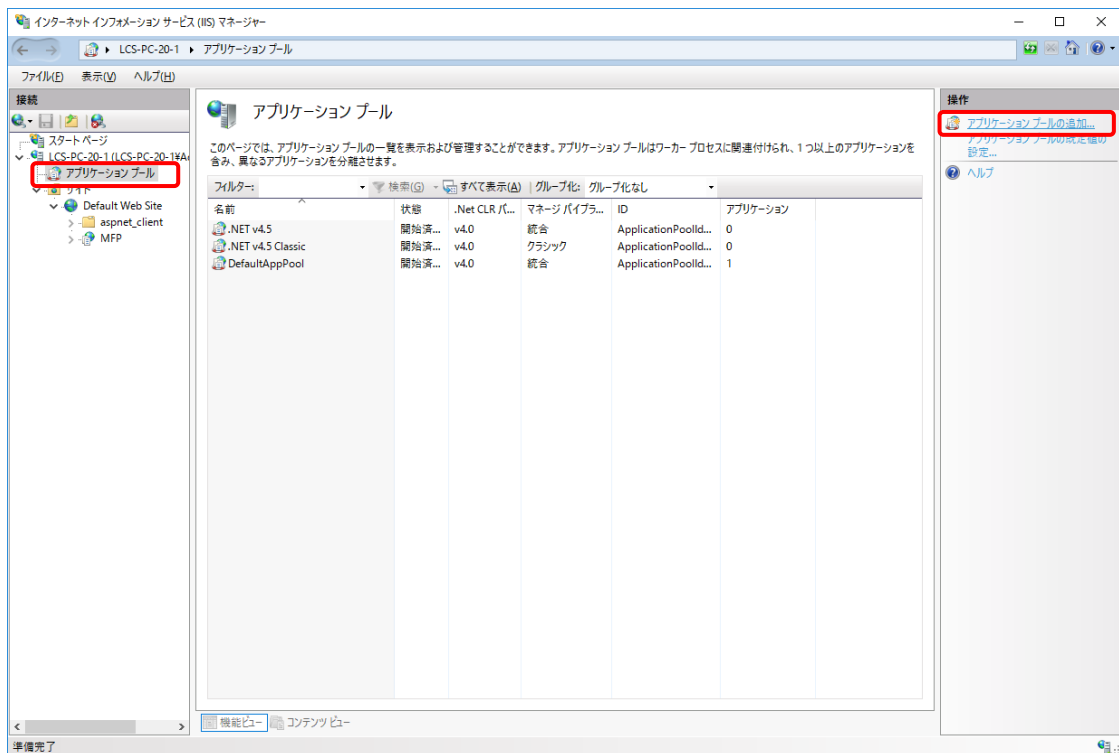 インターネット インフォメーション サービス (IIS) マネージャー
LCS-PC-20-1 アプリケーション プール
ファイル(F) 表示(V) ヘルプ(H)
接続
スタート ページ
LCS-PC-20-1 (LCS-PC-20-1¥Ac
アプリケーション プール
サイト
Default Web Site
aspnet_client
MFP
アプリケーション プール
このページでは、アプリケーション プールの一覧を表示および管理することができます。アプリケーション プールはワーカー プロセスに関連付けられ、1 つ以上のアプリケーションを
含み、異なるアプリケーションを分離させます。
フィルター: 検索(G) すべて表示(A) グループ化: グループ化なし
名前 状態 .Net CLR バ... マネージ パイプラ... ID アプリケーション
.NET v4.5 開始済... v4.0 統合 ApplicationPoolId... 0
.NET v4.5 Classic 開始済... v4.0 クラシック ApplicationPoolId... 0
DefaultAppPool 開始済... v4.0 統合 ApplicationPoolId... 1
機能ビュー コンテンツ ビュー
操作
アプリケーション プールの追加...
アプリケーション プールの既定値の
設定...
ヘルプ
準備完了